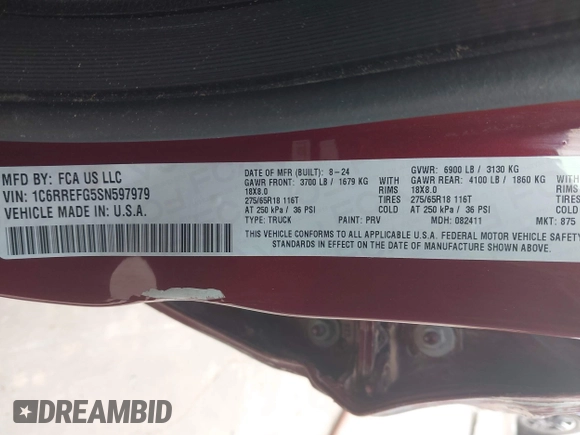 MFD BY: FCA US LLC
VIN: 1C6RREFG5SN597979
VEHICLE MADE IN: U.S.A.
DATE OF MFR (BUILT): 8-24
GAWR FRONT: 3700 LB / 1679 KG WITH
18X8.0 RIMS
275/65R18 116T TIRES
AT 250 kPa / 36 PSI COLD
TYPE: TRUCK PAINT: PRV
GVWR: 6900 LB / 3130 KG
GAWR REAR: 4100 LB / 1860 KG WITH
18X8.0 RIMS
275/65R18 116T TIRES
AT 250 kPa / 36 PSI COLD
MDH: 082411 MKT: 875
THIS VEHICLE CONFORMS TO ALL APPLICABLE U.S.A. FEDERAL MOTOR VEHICLE SAFETY
STANDARDS IN EFFECT ON THE DATE OF MANUFACTURE SHOWN ABOVE.
DREAMBID